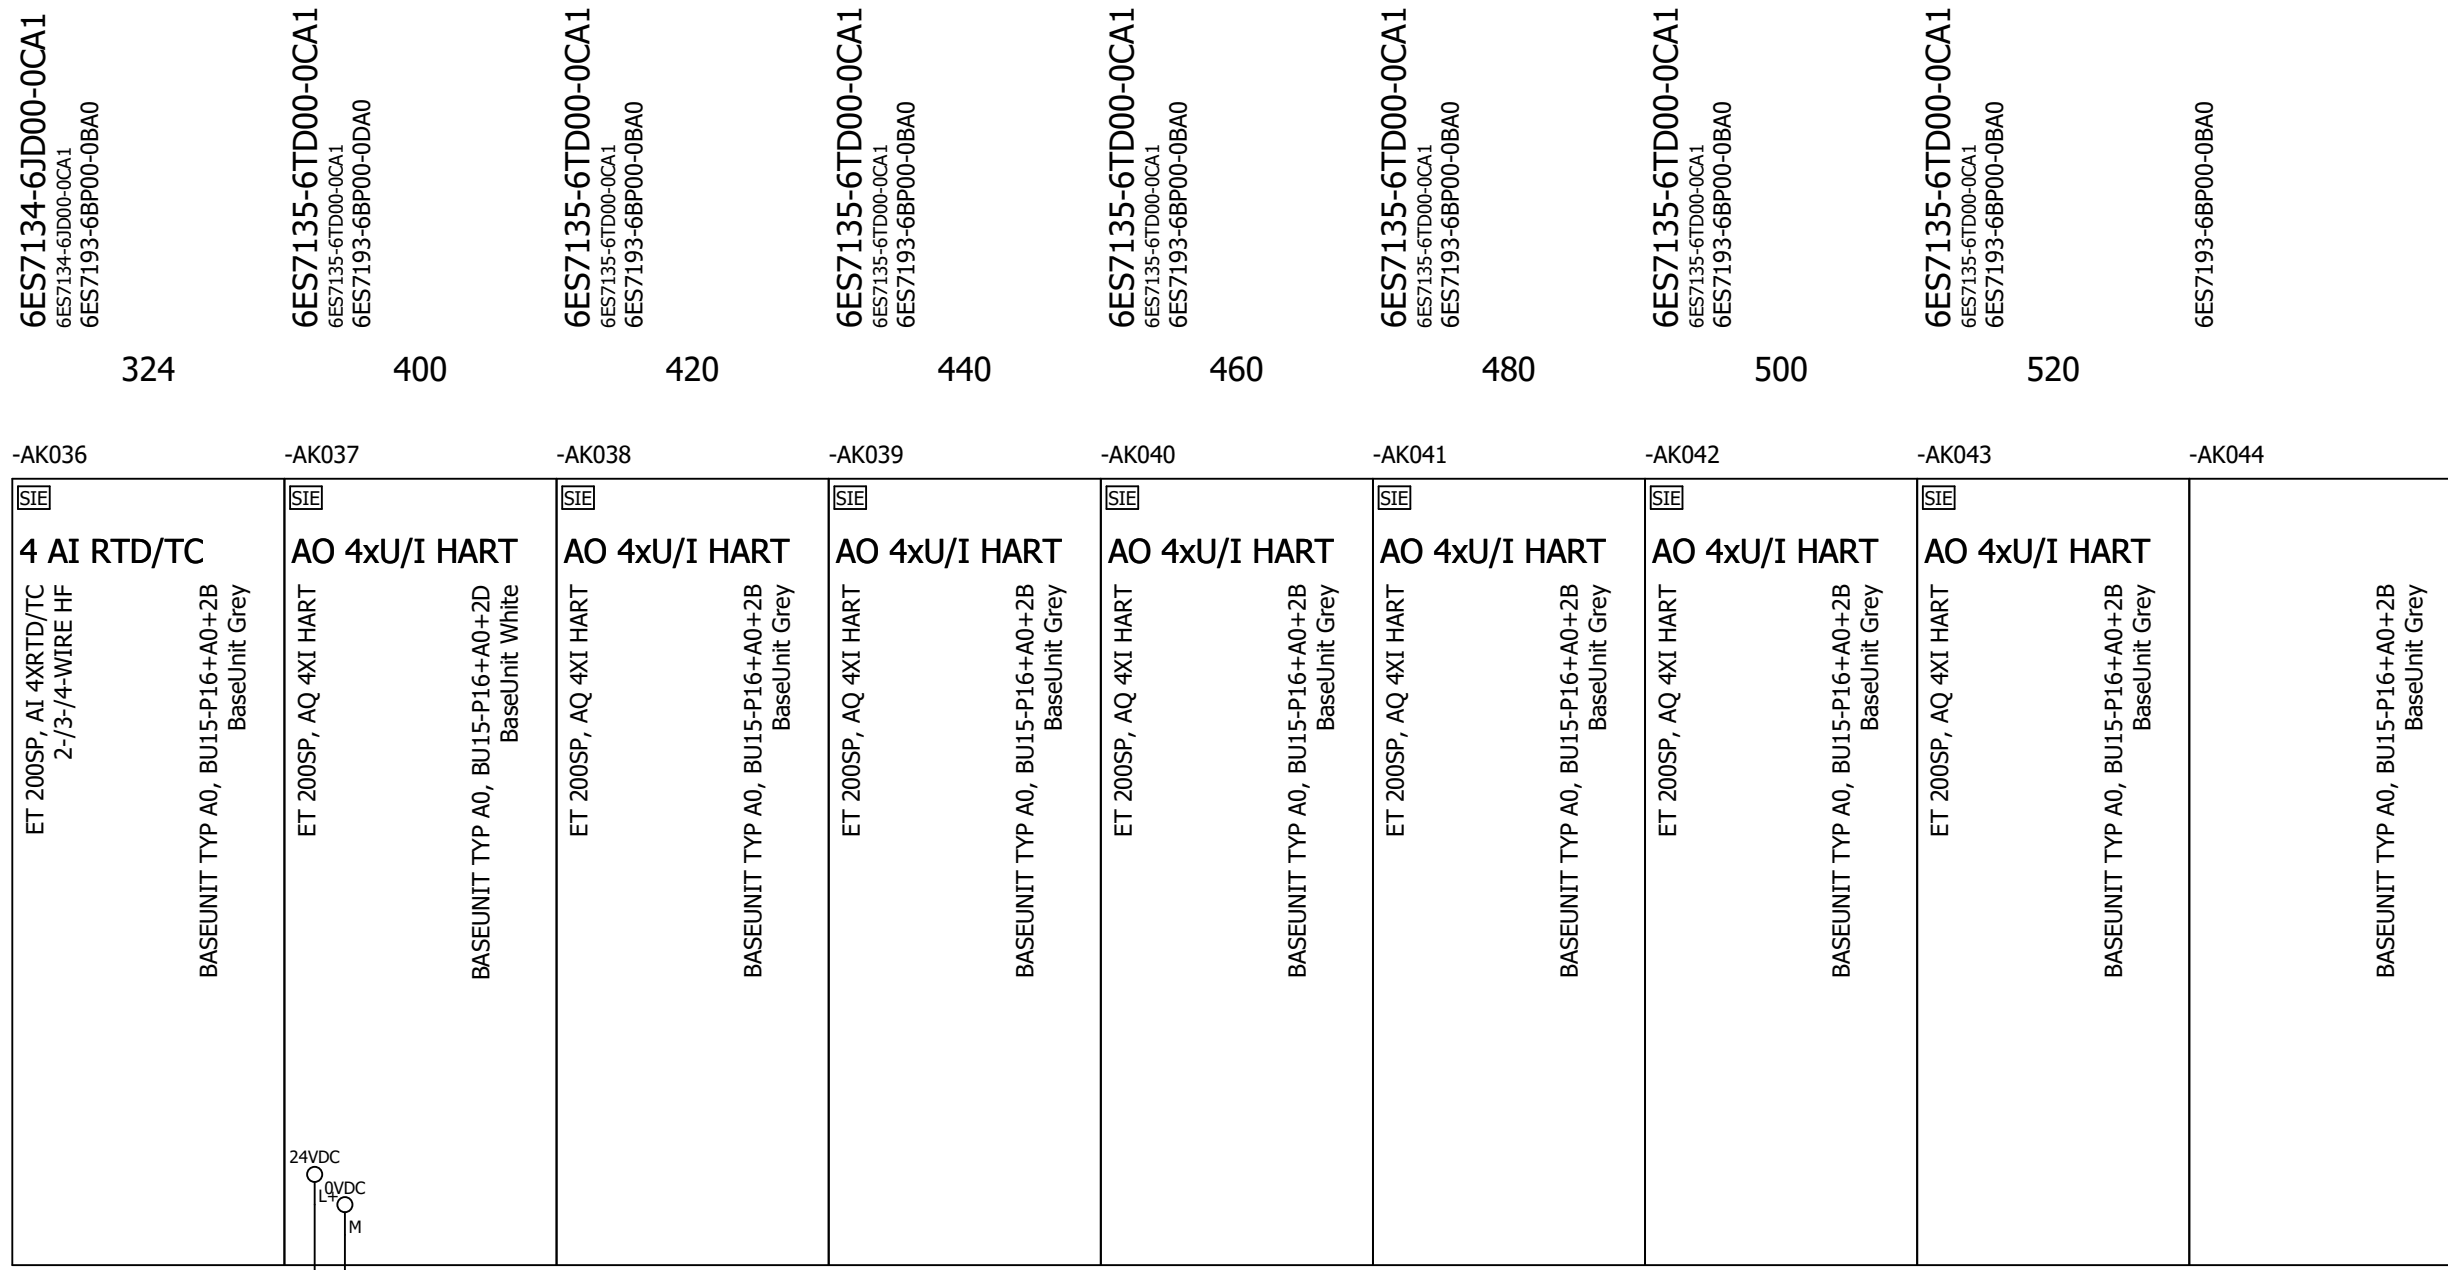 6ES7134-6JD00-0CA1
6ES7134-6JD00-0CA1
6ES7193-6BP00-0BA0
6ES7135-6TD00-0CA1
6ES7135-6TD00-0CA1
6ES7193-6BP00-0DA0
6ES7135-6TD00-0CA1
6ES7135-6TD00-0CA1
6ES7193-6BP00-0BA0
6ES7135-6TD00-0CA1
6ES7135-6TD00-0CA1
6ES7193-6BP00-0BA0
6ES7135-6TD00-0CA1
6ES7135-6TD00-0CA1
6ES7193-6BP00-0BA0
6ES7135-6TD00-0CA1
6ES7135-6TD00-0CA1
6ES7193-6BP00-0BA0
6ES7135-6TD00-0CA1
6ES7135-6TD00-0CA1
6ES7193-6BP00-0BA0
6ES7135-6TD00-0CA1
6ES7135-6TD00-0CA1
6ES7193-6BP00-0BA0
6ES7193-6BP00-0BA0
324 400 420 440 460 480 500 520
-AK036 -AK037 -AK038 -AK039 -AK040 -AK041 -AK042 -AK043 -AK044
SIE SIE SIE SIE SIE SIE SIE SIE
4 AI RTD/TC AO 4xU/I HART AO 4xU/I HART AO 4xU/I HART AO 4xU/I HART AO 4xU/I HART AO 4xU/I HART AO 4xU/I HART
ET 200SP, AI 4XRTD/TC
2-/3-/4-WIRE HF
BASEUNIT TYP A0, BU15-P16+A0+2B
BaseUnit Grey
ET 200SP, AQ 4XI HART
BASEUNIT TYP A0, BU15-P16+A0+2D
BaseUnit White
ET 200SP, AQ 4XI HART
BASEUNIT TYP A0, BU15-P16+A0+2B
BaseUnit Grey
ET 200SP, AQ 4XI HART
BASEUNIT TYP A0, BU15-P16+A0+2B
BaseUnit Grey
ET 200SP, AQ 4XI HART
BASEUNIT TYP A0, BU15-P16+A0+2B
BaseUnit Grey
ET 200SP, AQ 4XI HART
BASEUNIT TYP A0, BU15-P16+A0+2B
BaseUnit Grey
ET 200SP, AQ 4XI HART
BASEUNIT TYP A0, BU15-P16+A0+2B
BaseUnit Grey
ET 200SP, AQ 4XI HART
BASEUNIT TYP A0, BU15-P16+A0+2B
BaseUnit Grey
BASEUNIT TYP A0, BU15-P16+A0+2B
BaseUnit Grey
24VDC
L+
0VDC
M